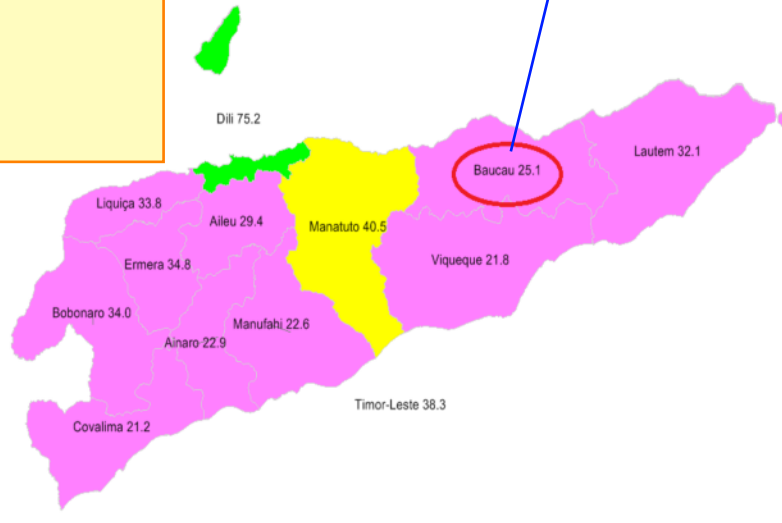 Dili 75.2
Lautem 32.1
Baucau 25.1
Liquiça 33.8
Aileu 29.4
Manatuto 40.5
Viqueque 21.8
Ermera 34.8
Bobonaro 34.0
Manufahi 22.6
Ainaro 22.9
Timor-Leste 38.3
Covalima 21.2